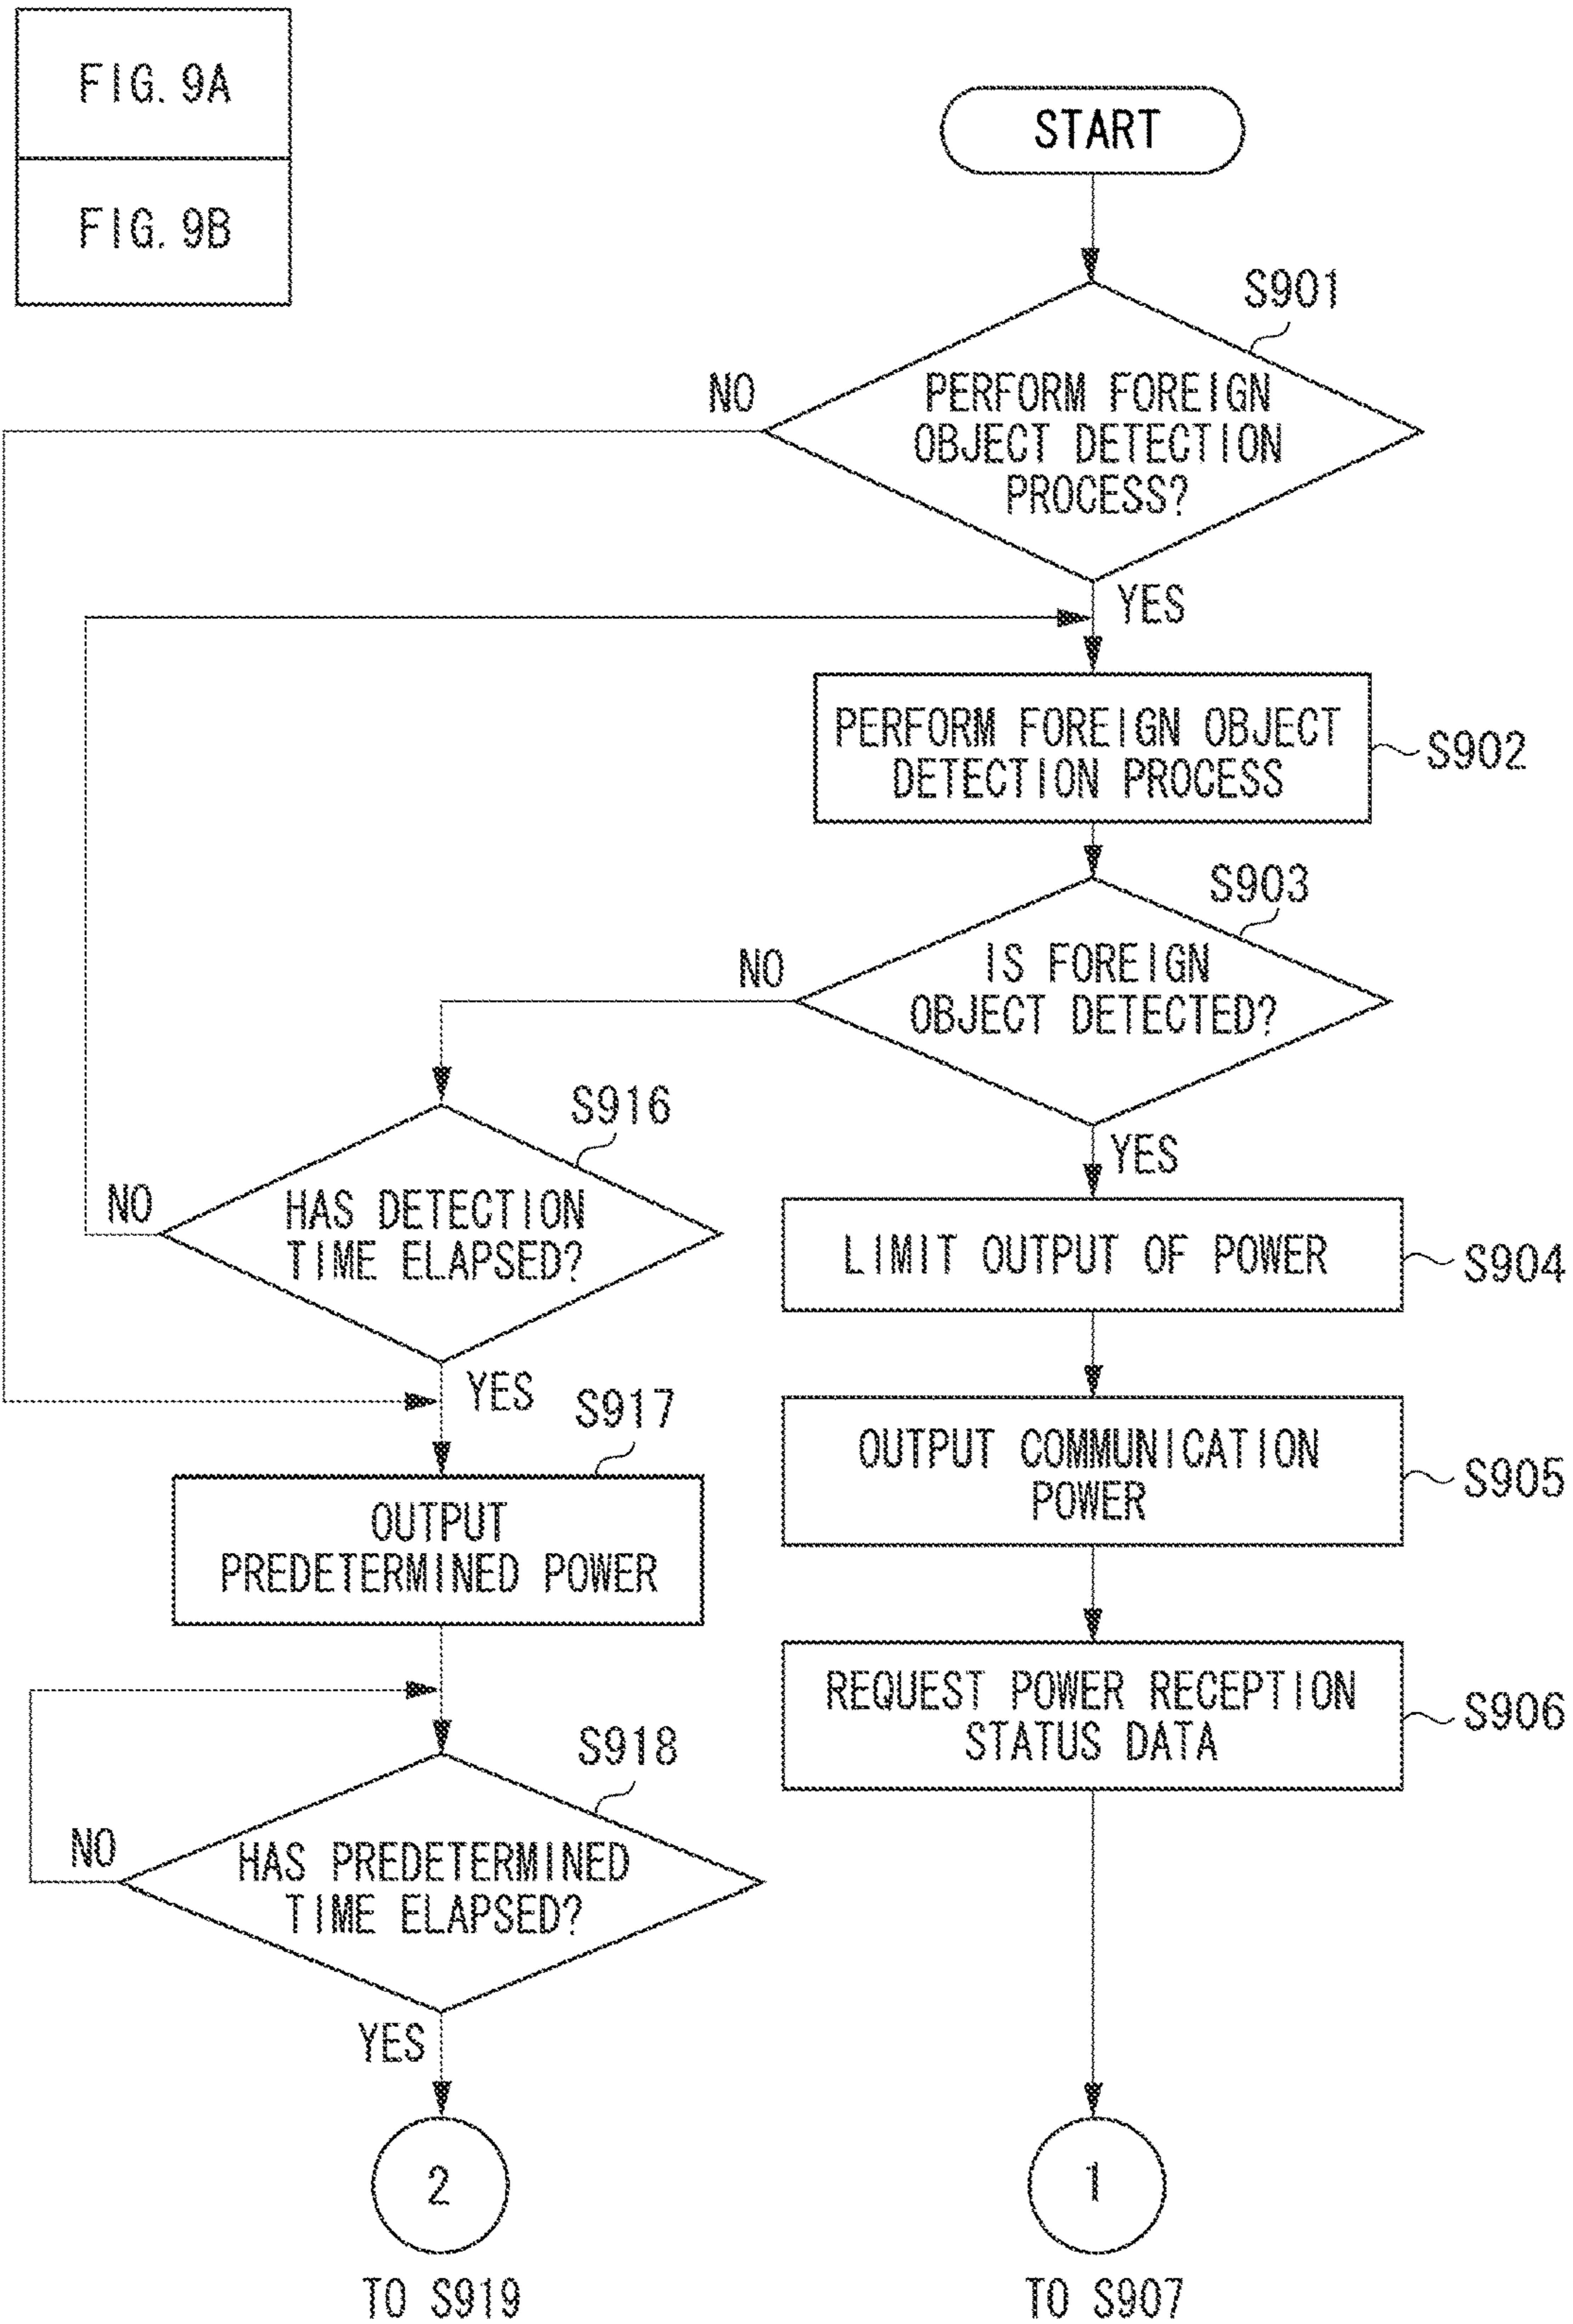 FIG. 9A
FIG. 9B
START
S901
PERFORM FOREIGN
OBJECT DETECTION
PROCESS?
NO
YES
PERFORM FOREIGN OBJECT
DETECTION PROCESS
S902
S903
IS FOREIGN
OBJECT DETECTED?
NO
YES
S916
HAS DETECTION
TIME ELAPSED?
NO
YES
LIMIT OUTPUT OF POWER
S904
S917
OUTPUT
PREDETERMINED POWER
OUTPUT COMMUNICATION
POWER
S905
REQUEST POWER RECEPTION
STATUS DATA
S906
S918
HAS PREDETERMINED
TIME ELAPSED?
NO
YES
2
TO S919
1
TO S907